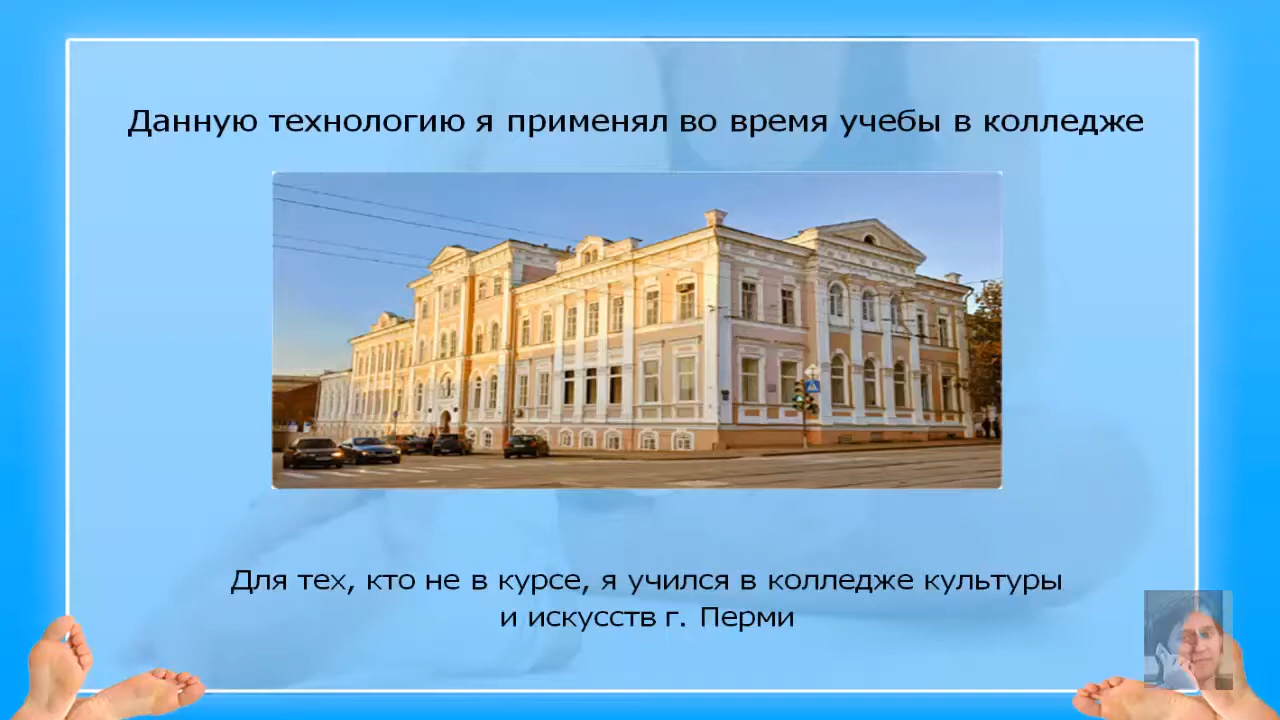 Данную технологию я применял во время учебы в колледже
Для тех, кто не в курсе, я учился в колледже культуры
и искусств г. Перми